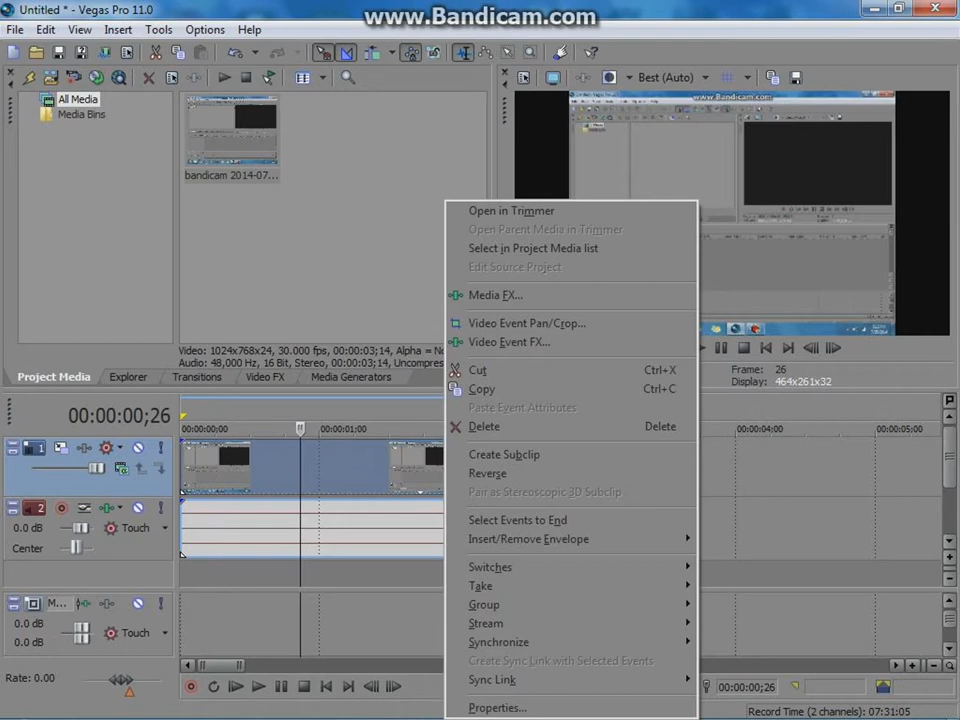 Untitled * - Vegas Pro 11.0
www.Bandicam.com
File Edit View Insert Tools Options Help
Best (Auto)
All Media
Media Bins
bandicam 2014-07...
www.Bandicam.com
Open in Trimmer
Open Parent Media in Trimmer
Select in Project Media list
Edit Source Project
Media FX...
Video Event Pan/Crop...
Video Event FX...
Cut Ctrl+X
Copy Ctrl+C
Paste Event Attributes
Delete Delete
Create Subclip
Reverse
Pair as Stereoscopic 3D Subclip
Select Events to End
Insert/Remove Envelope
Switches
Take
Group
Stream
Synchronize
Create Sync Link with Selected Events
Sync Link
Properties...
Video: 1024x768x24, 30.000 fps, 00:00:03;14, Alpha = No
Audio: 48,000 Hz, 16 Bit, Stereo, 00:00:03;14, Uncompres
Project Media Explorer Transitions Video FX Media Generators
Frame: 26
Display: 464x261x32
00:00:00;26
00:00:00 00:00:01 00:00:04 00:00:05
1
2
0.0 dB Touch
Center
M...
0.0 dB Touch
0.0 dB
Rate: 0.00
00:00:00;26
Record Time (2 channels): 07:31:05